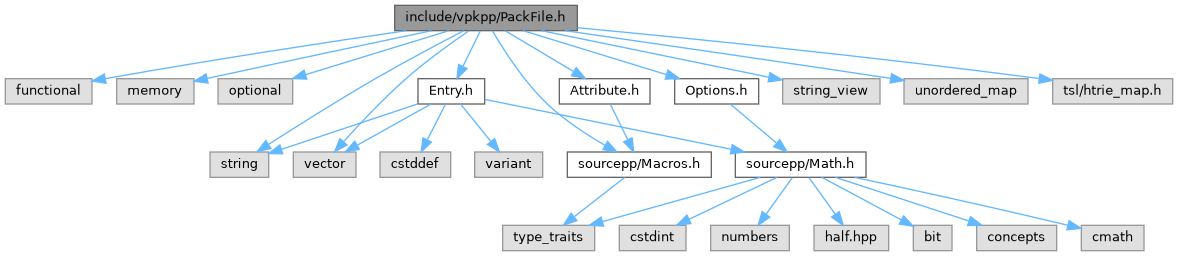 include/vpkpp/PackFile.h
functional
memory
optional
Entry.h
Attribute.h
Options.h
string_view
unordered_map
tsl/htrie_map.h
string
vector
cstddef
variant
sourcepp/Macros.h
sourcepp/Math.h
type_traits
cstdint
numbers
half.hpp
bit
concepts
cmath